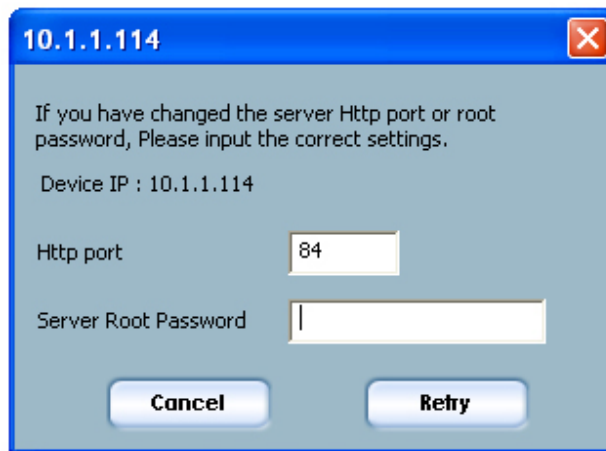 10.1.1.114
If you have changed the server Http port or root
password, Please input the correct settings.
Device IP : 10.1.1.114
Http port 84
Server Root Password
Cancel Retry